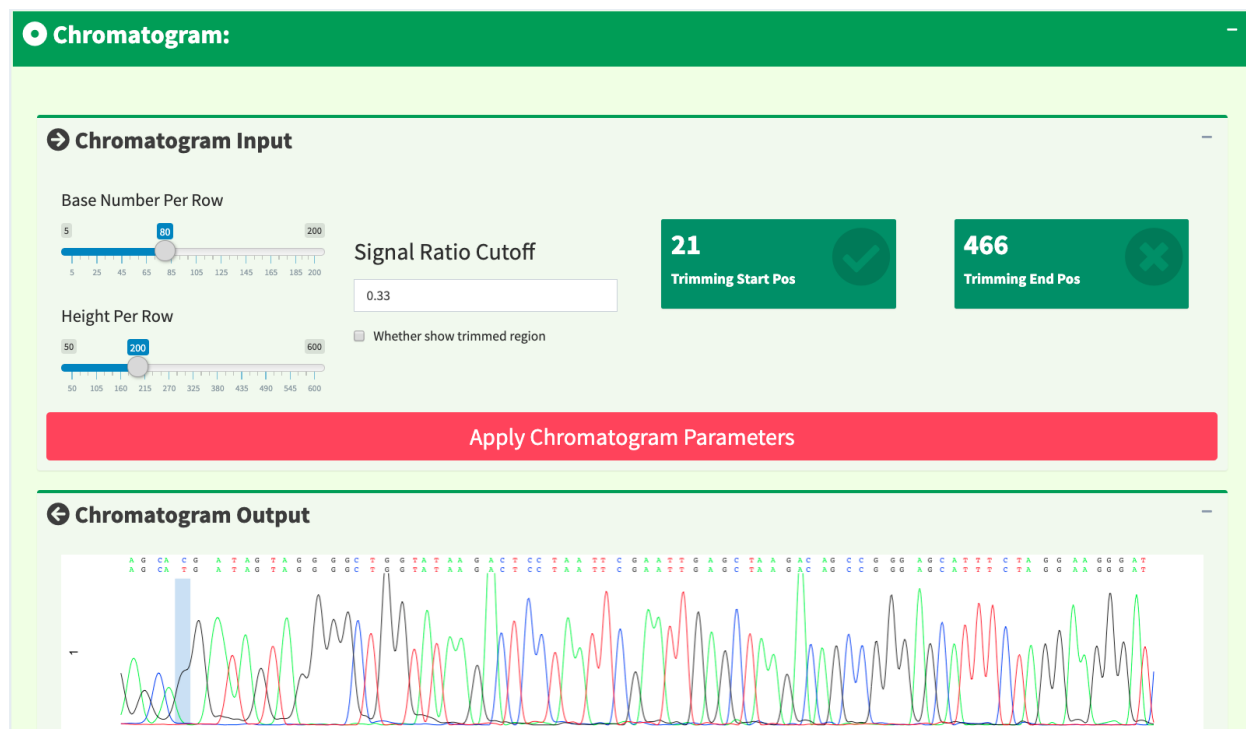 Chromatogram:
Chromatogram Input
Base Number Per Row
5 80 200
5 25 45 65 85 105 125 145 165 185 200
Height Per Row
50 200 600
50 105 160 215 270 325 380 435 490 545 600
Signal Ratio Cutoff
0.33
Whether show trimmed region
21
Trimming Start Pos
466
Trimming End Pos
Apply Chromatogram Parameters
Chromatogram Output
A G C A C G A T A G T A G G G G C T G G T A T A A G A C T C C T A A T T C G A A T T G A G C T A A G A C A G C C G G G A G C A T T T C T A G G A A G G G A T
A G C A T G A T A G T A G G G G C T G G T A T A A G A C T C C T A A T T C G A A T T G A G C T A A G A C A G C C G G G A G C A T T T C T A G G A A G G G A T
1